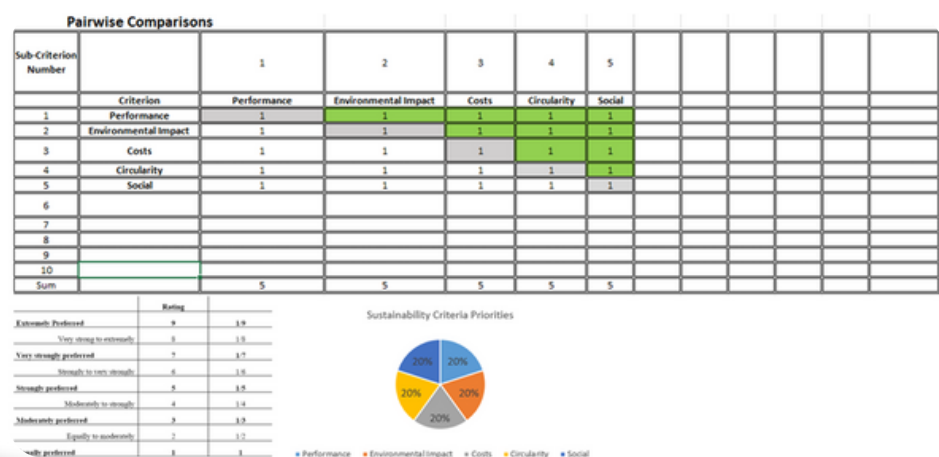 Pairwise Comparisons
Sub-Criterion Number 1 2 3 4 5
Criterion Performance Environmental Impact Costs Circularity Social
1 Performance 1 1 1 1 1
2 Environmental Impact 1 1 1 1 1
3 Costs 1 1 1 1 1
4 Circularity 1 1 1 1 1
5 Social 1 1 1 1 1
6
7
8
9
10
Sum 5 5 5 5 5
Rating
Extremely Preferred 9 1/9
Very strong to extremely 8 1/8
Very strongly preferred 7 1/7
Strongly to very strongly 6 1/6
Strongly preferred 5 1/5
Moderately to strongly 4 1/4
Moderately preferred 3 1/3
Equally to moderately 2 1/2
preferred 1 1
Sustainability Criteria Priorities
20% 20%
20% 20%
20%
Performance Environmental Impact Costs Circularity Social